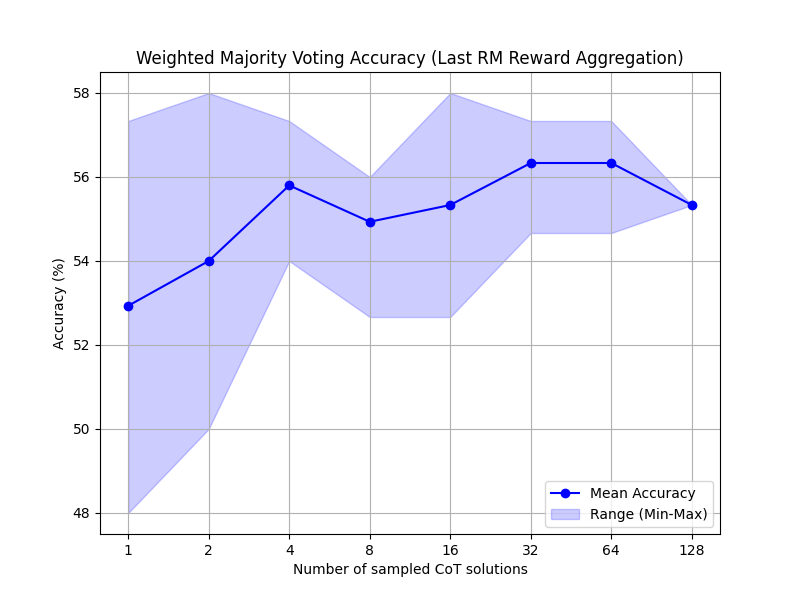 Weighted Majority Voting Accuracy (Last RM Reward Aggregation)
58
56
54
52
50
48
Accuracy (%)
1 2 4 8 16 32 64 128
Number of sampled CoT solutions
Mean Accuracy
Range (Min-Max)